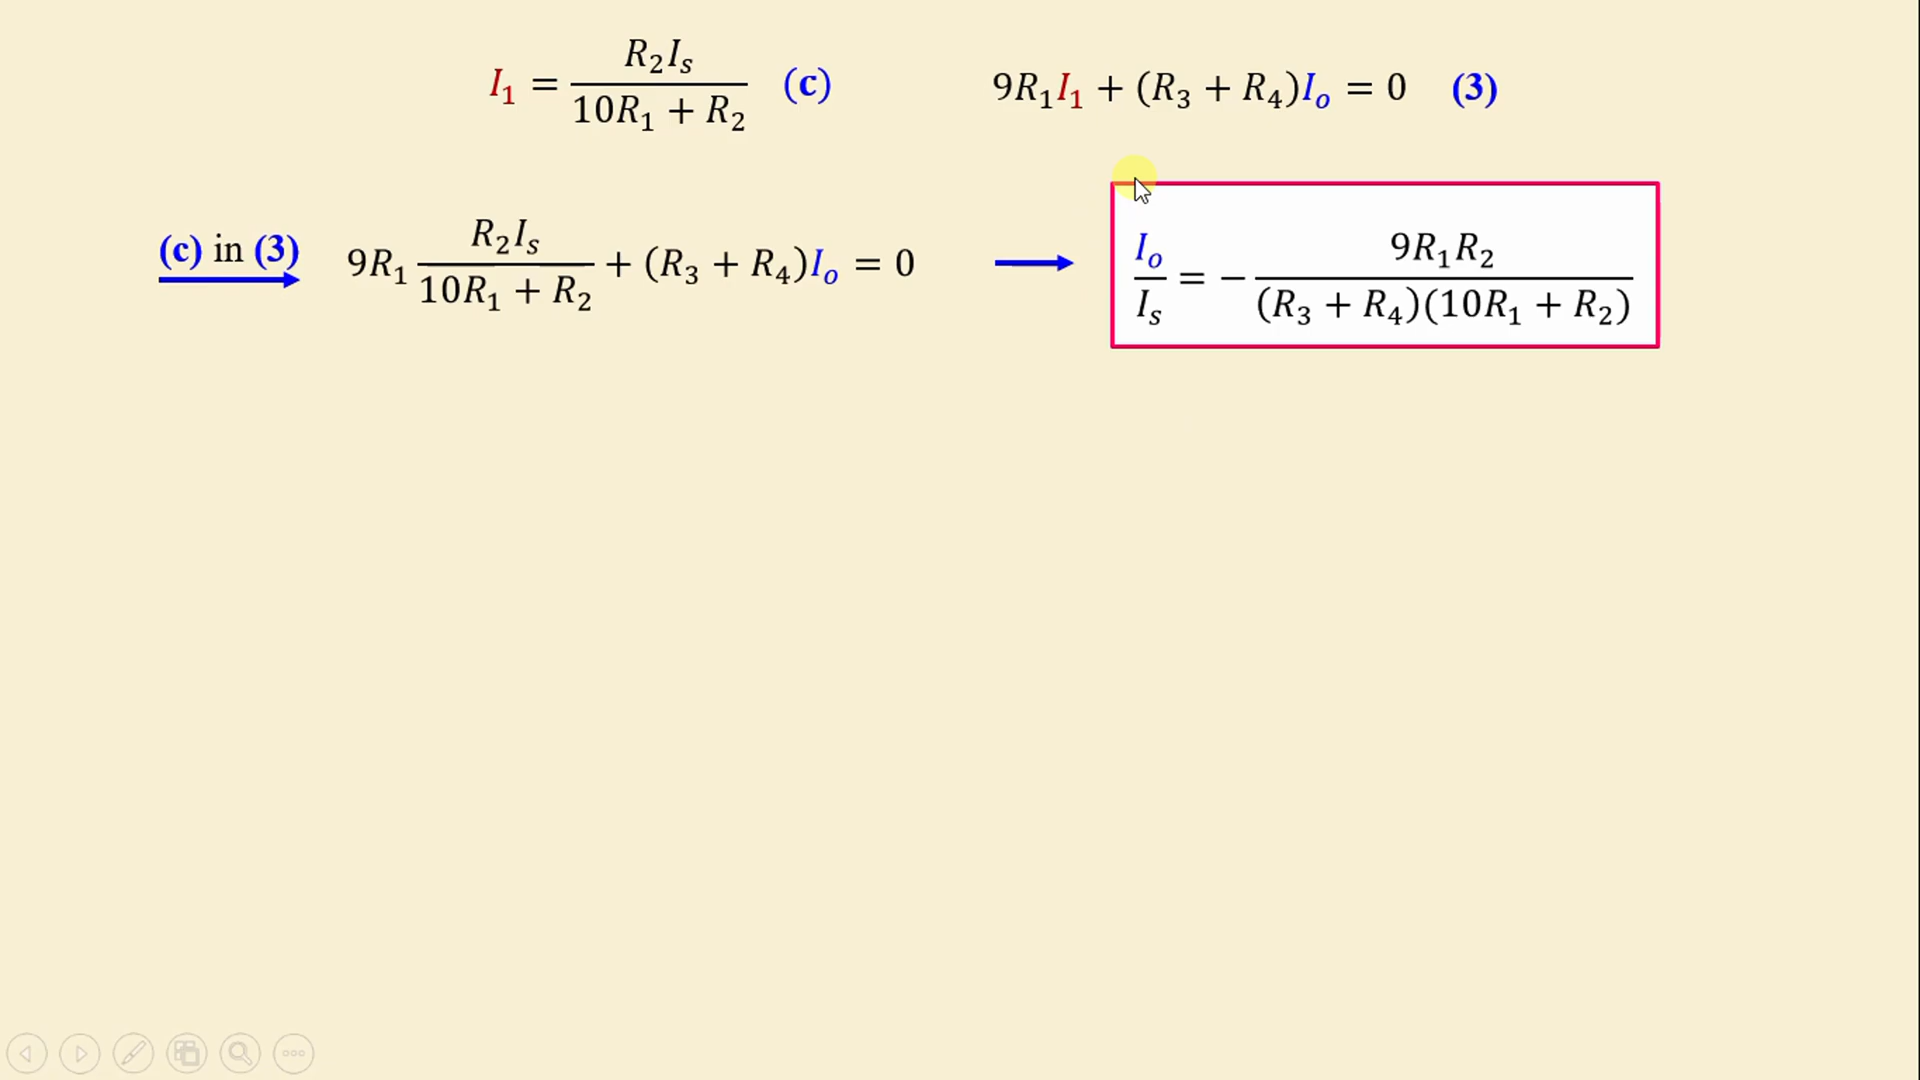 I₁ = R₂Iₛ / (10R₁ + R₂) (c)
9R₁I₁ + (R₃ + R₄)Iₒ = 0 (3)
(c) in (3)
9R₁ R₂Iₛ / (10R₁ + R₂) + (R₃ + R₄)Iₒ = 0
Iₒ / Iₛ = − 9R₁R₂ / ((R₃ + R₄)(10R₁ + R₂))